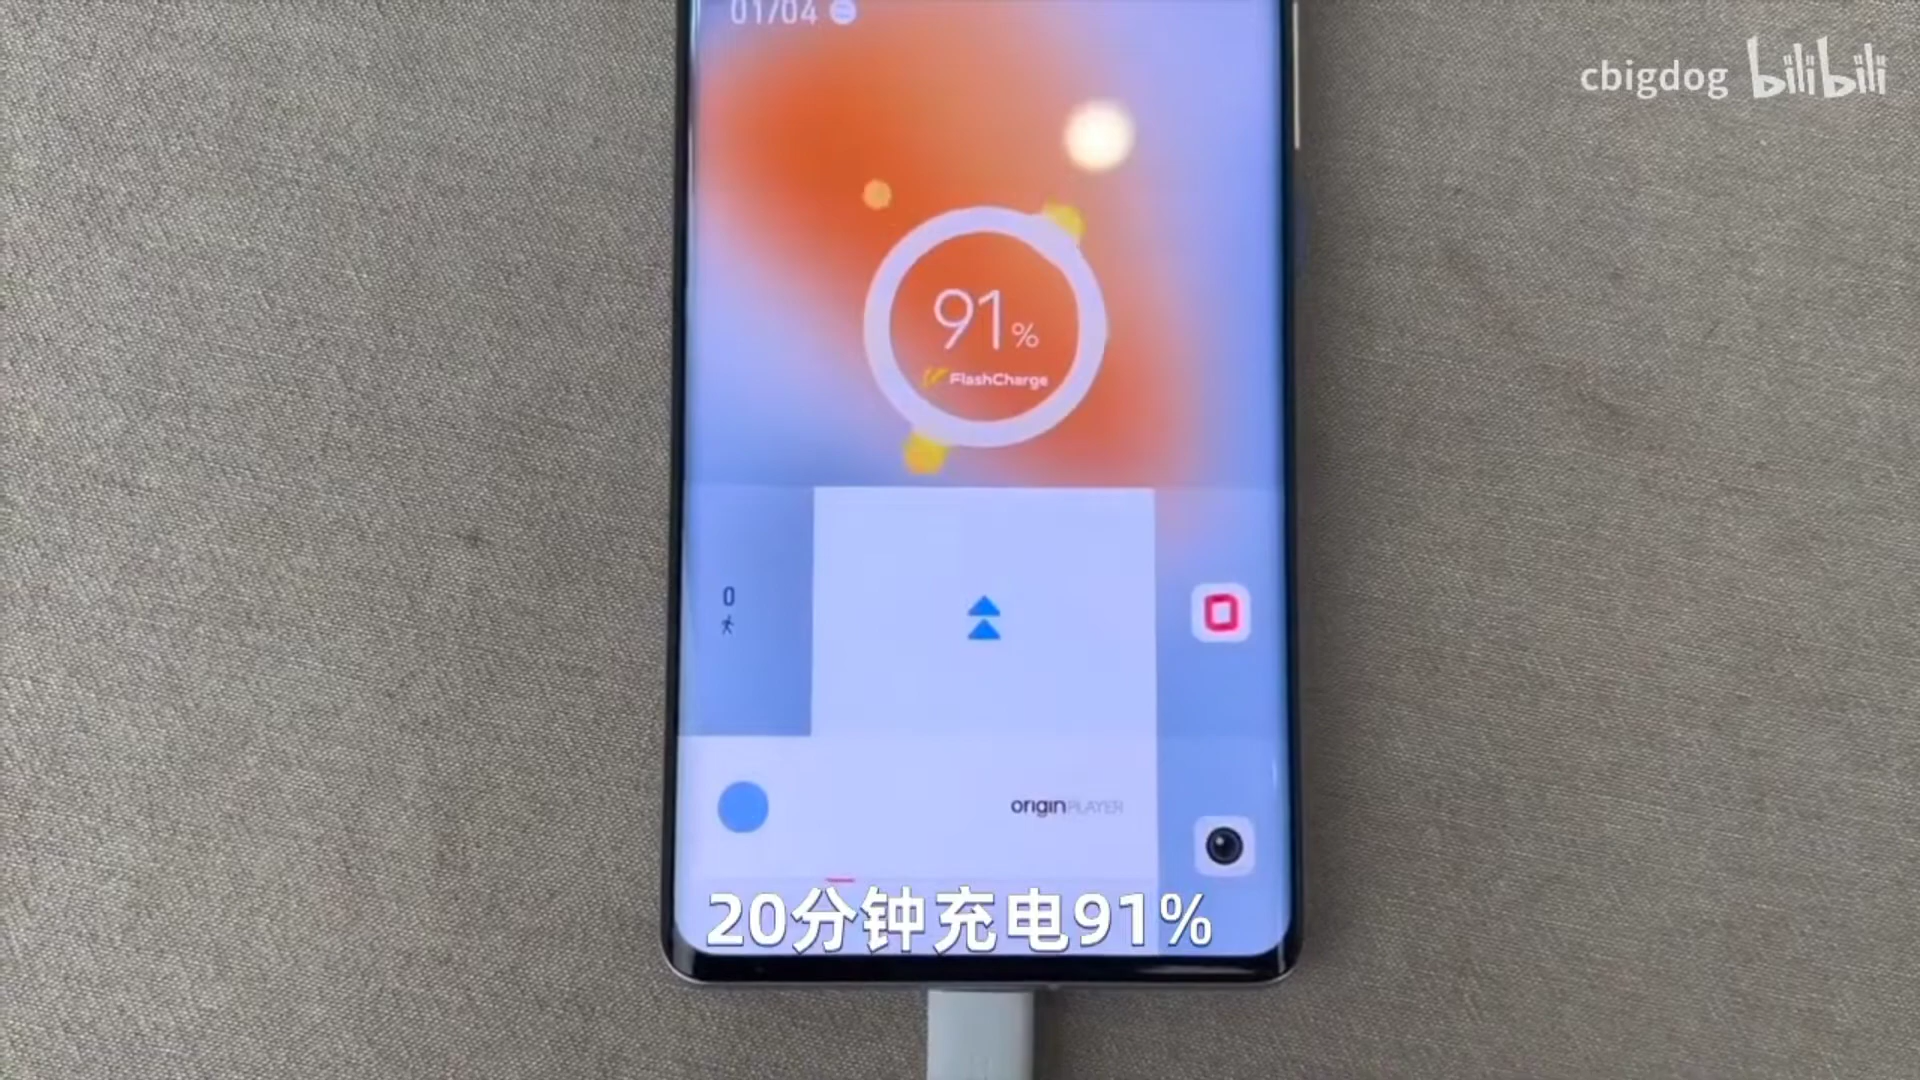 01/04
cbigdog bilibili
91%
FlashCharge
0
originPLAYER
20分钟充电91%